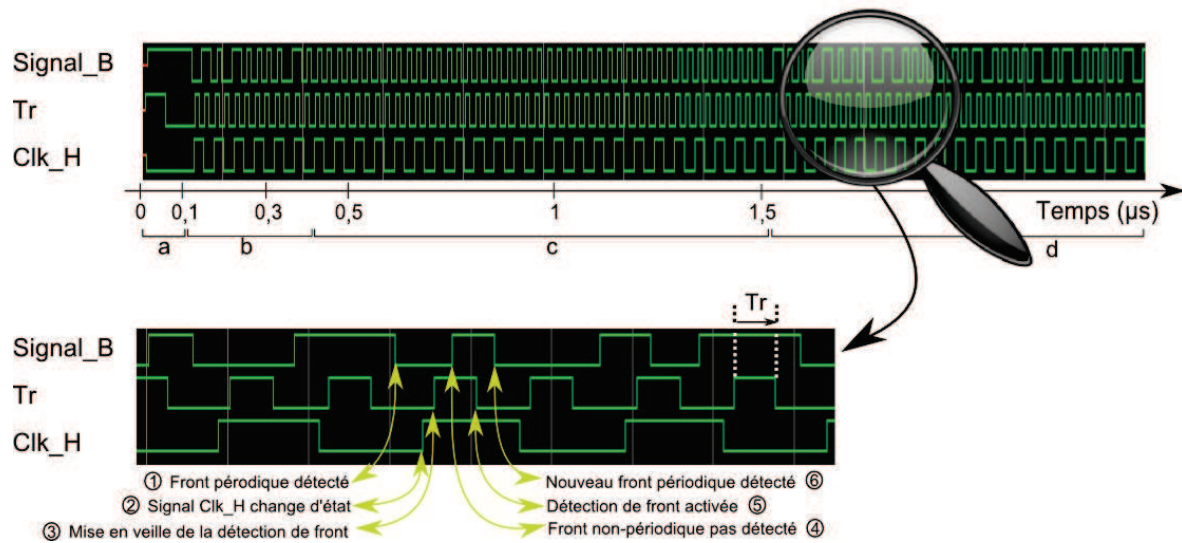 Signal_B
Tr
Clk_H
0 0,1 0,3 0,5 1 1,5 Temps (µs)
a b c d
Tr
Signal_B
Tr
Clk_H
① Front pérodique détecté
Nouveau front périodique détecté ⑥
② Signal Clk_H change d'état
Détection de front activée ⑤
③ Mise en veille de la détection de front
Front non-périodique pas détecté ④